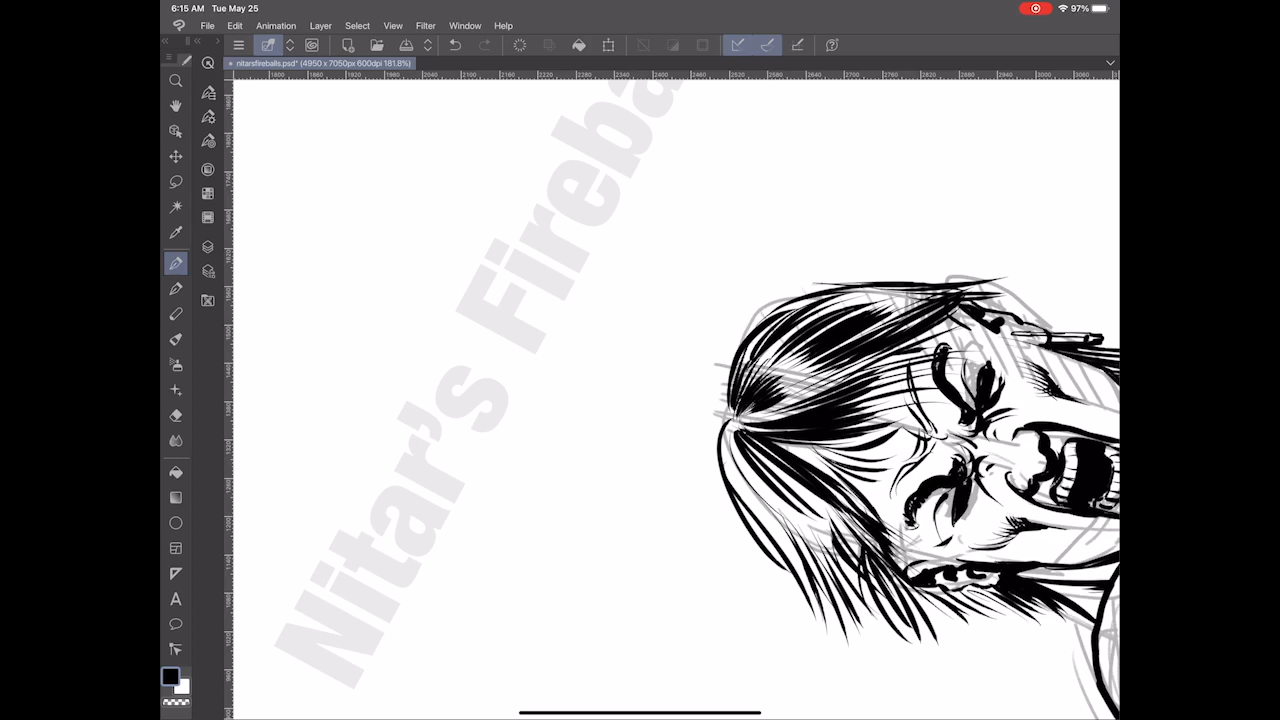 6:15 AM Tue May 25
97%
File Edit Animation Layer Select View Filter Window Help
nitarsfireballs.psd* (4950 x 7050px 600dpi 181.8%)
Nitar's Fireba